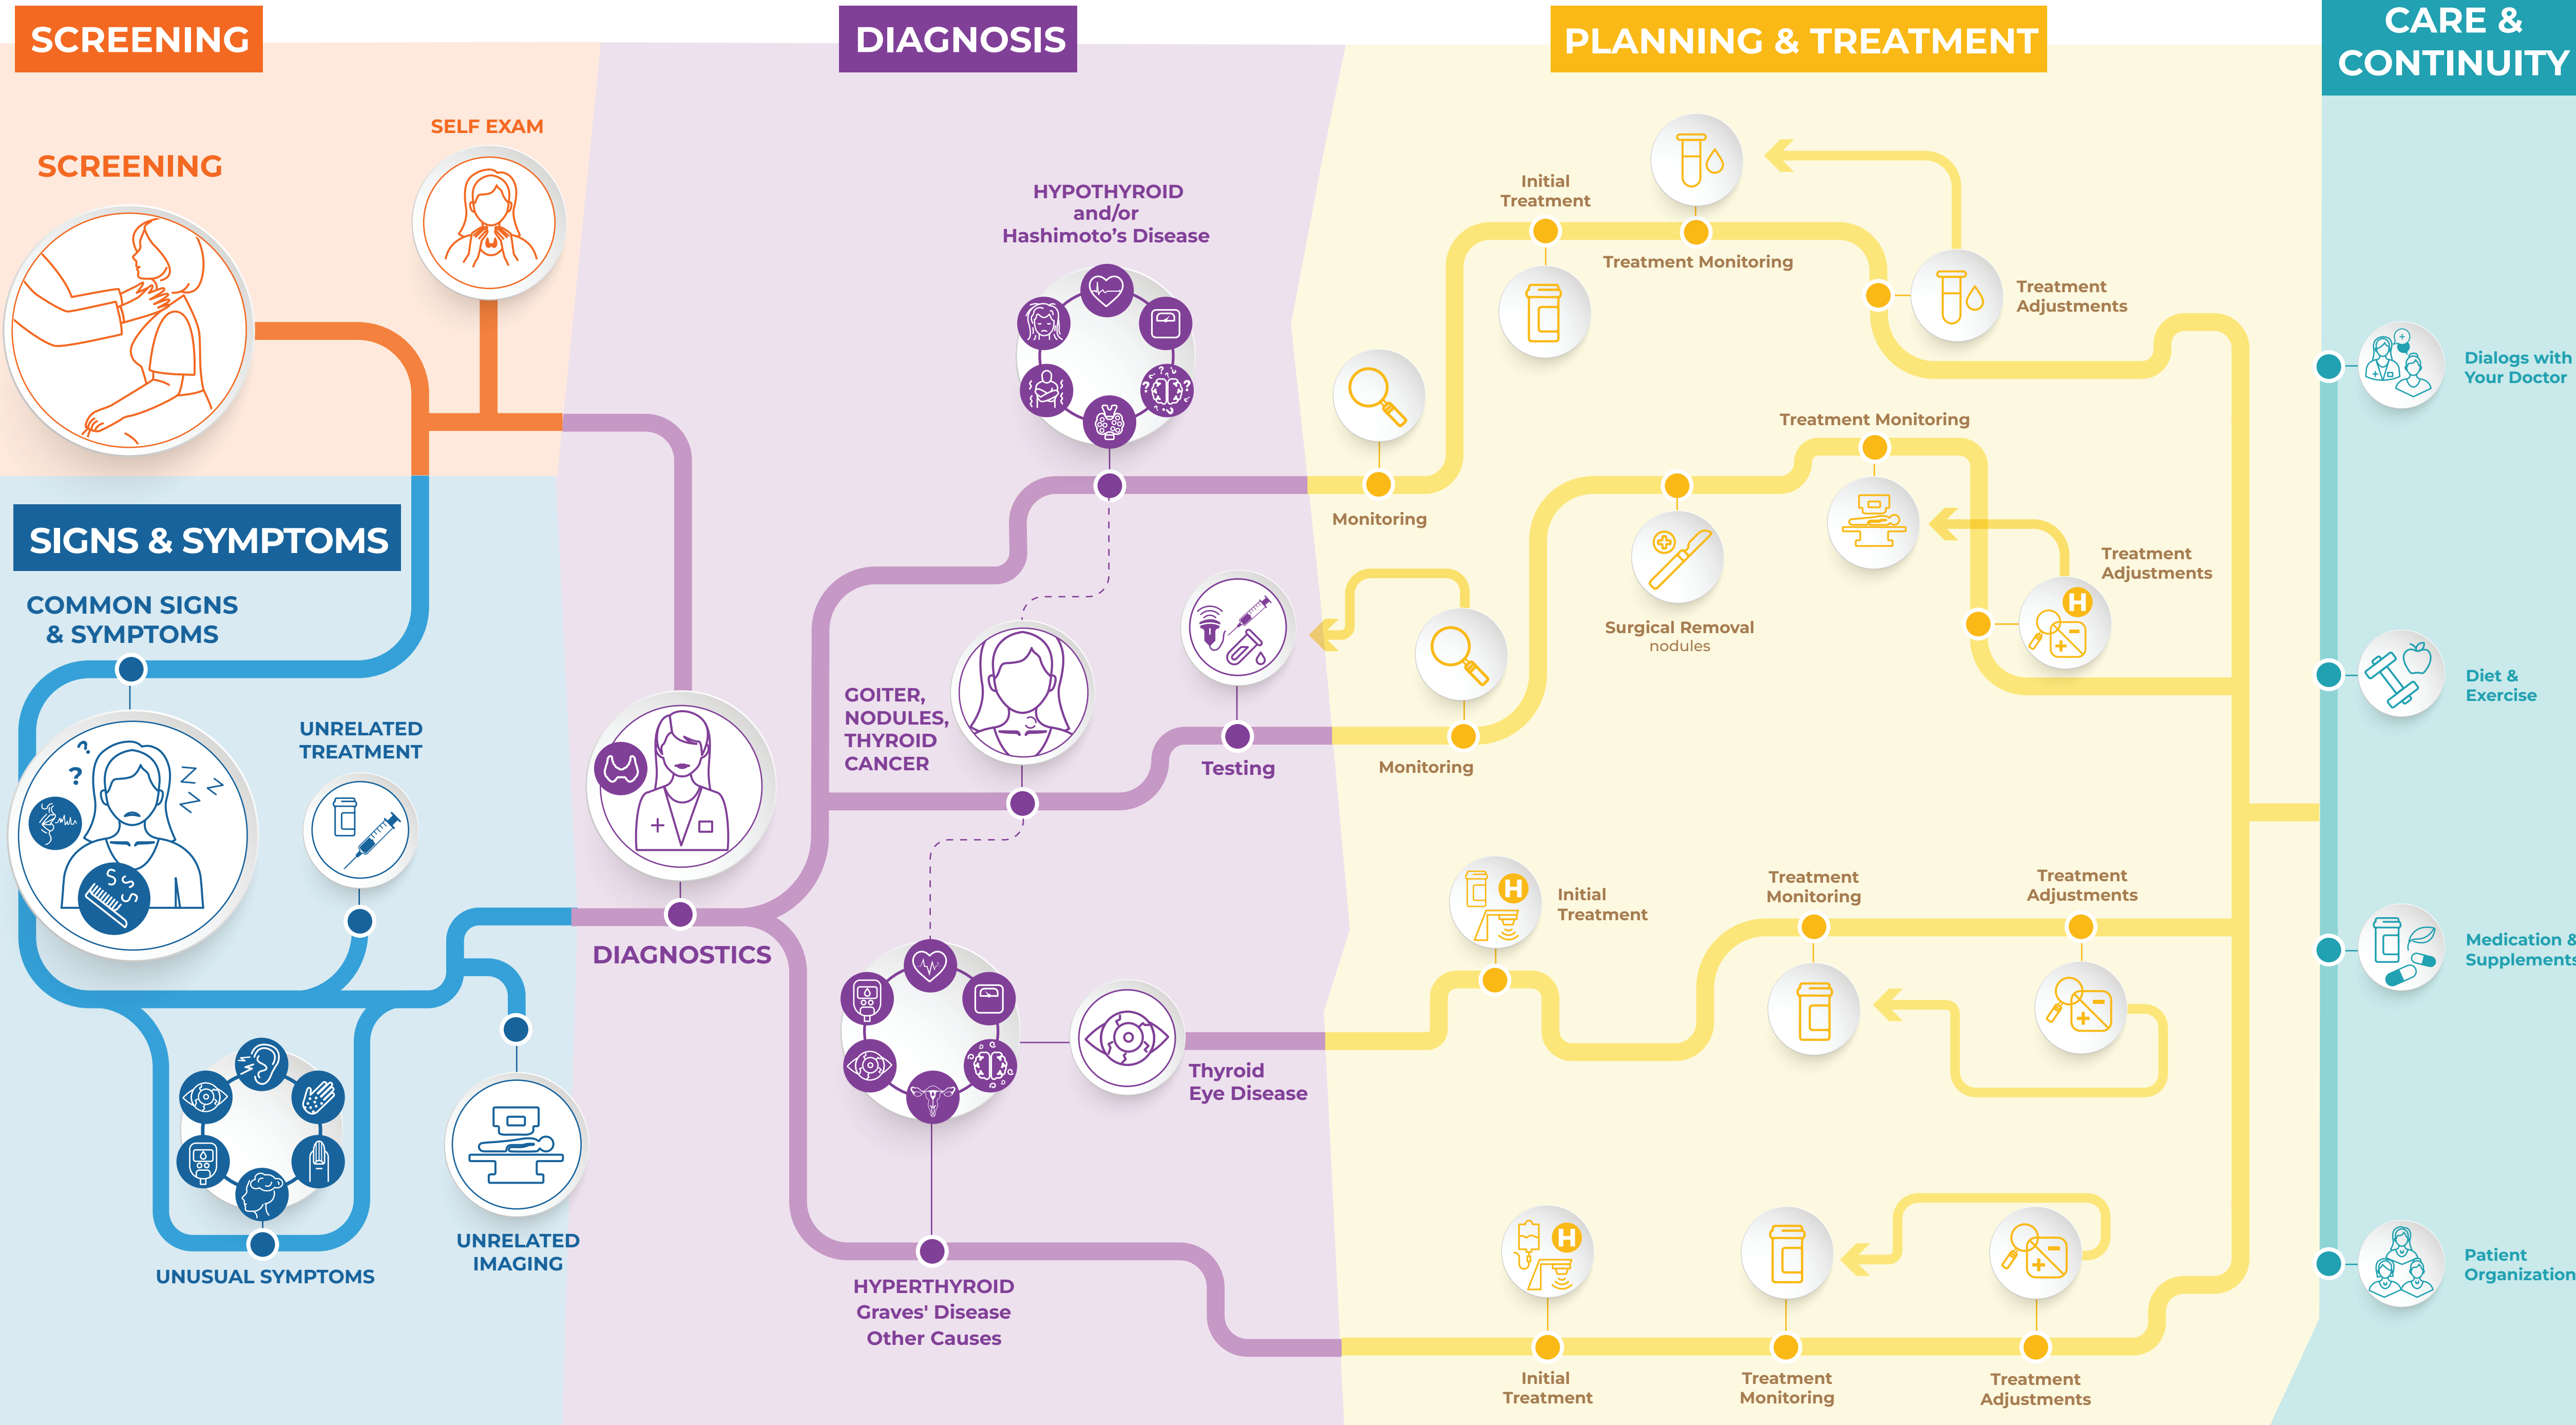 SCREENING
DIAGNOSIS
PLANNING & TREATMENT
CARE &
CONTINUITY
SCREENING
SELF EXAM
SIGNS & SYMPTOMS
COMMON SIGNS
& SYMPTOMS
?
?
Z
Z
Z
S
S
S
UNRELATED
TREATMENT
UNUSUAL SYMPTOMS
UNRELATED
IMAGING
DIAGNOSTICS
HYPOTHYROID
and/or
Hashimoto's Disease
GOITER,
NODULES,
THYROID
CANCER
Testing
Thyroid
Eye Disease
HYPERTHYROID
Graves' Disease
Other Causes
Monitoring
Initial
Treatment
Treatment Monitoring
Treatment
Adjustments
Monitoring
Surgical Removal
nodules
Treatment Monitoring
H
Treatment
Adjustments
H
Initial
Treatment
Treatment
Monitoring
Treatment
Adjustments
H
Initial
Treatment
Treatment
Monitoring
Treatment
Adjustments
Dialogs with
Your Doctor
Diet &
Exercise
Medication &
Supplements
Patient
Organization